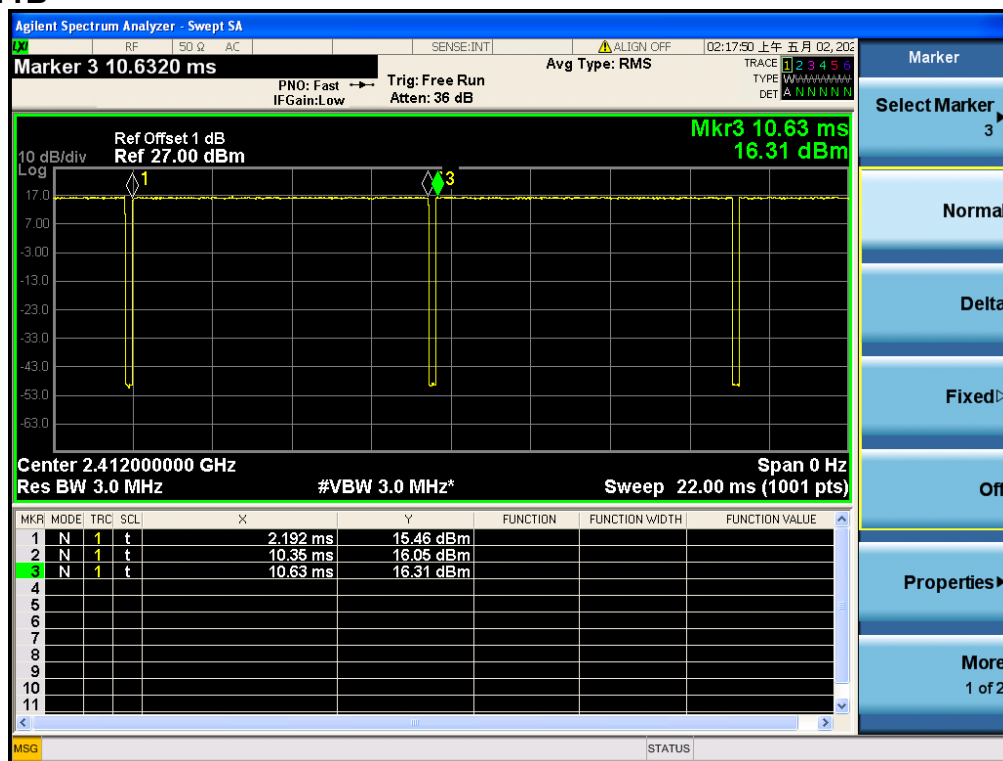 Agilent Spectrum Analyzer - Swept SA
LXI RF 50 Ω AC SENSE:INT ALIGN OFF 02:17:50 上午 五月 02, 202
Marker 3 10.6320 ms
PNO: Fast
IFGain:Low
Trig: Free Run
Atten: 36 dB
Avg Type: RMS
TRACE 1 2 3 4 5 6
TYPE W
DET A N N N N N
Mkr3 10.63 ms
16.31 dBm
Ref Offset 1 dB
10 dB/div Ref 27.00 dBm
Log
1
3
17.0
7.00
-3.00
-13.0
-23.0
-33.0
-43.0
-53.0
-63.0
Center 2.412000000 GHz Span 0 Hz
Res BW 3.0 MHz #VBW 3.0 MHz* Sweep 22.00 ms (1001 pts)
MKR MODE TRC SCL X Y FUNCTION FUNCTION WIDTH FUNCTION VALUE
1 N 1 t 2.192 ms 15.46 dBm
2 N 1 t 10.35 ms 16.05 dBm
3 N 1 t 10.63 ms 16.31 dBm
4
5
6
7
8
9
10
11
MSG STATUS
Marker
Select Marker
3
Normal
Delta
Fixed
Off
Properties
More
1 of 2